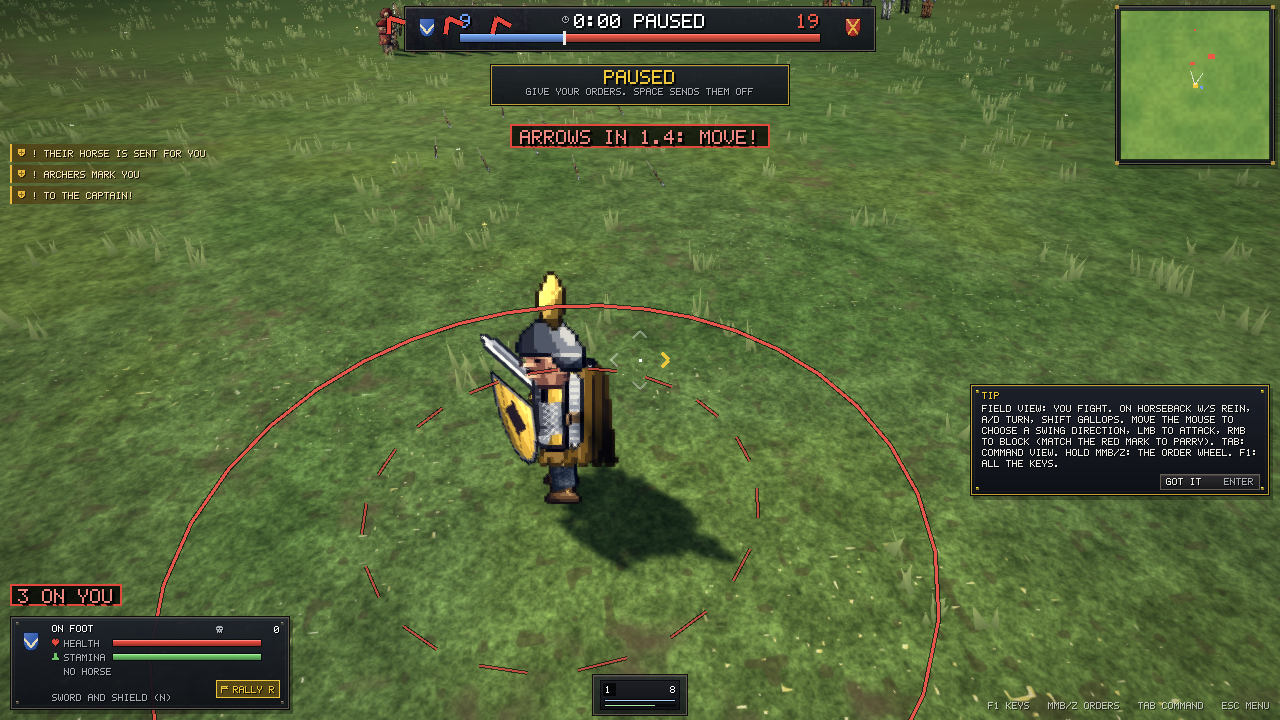 9 0:00 PAUSED 19
PAUSED
GIVE YOUR ORDERS. SPACE SENDS THEM OFF
ARROWS IN 1.4: MOVE!
! THEIR HORSE IS SENT FOR YOU
! ARCHERS MARK YOU
! TO THE CAPTAIN!
TIP
FIELD VIEW: YOU FIGHT. ON HORSEBACK W/S REIN,
A/D TURN, SHIFT GALLOPS. MOVE THE MOUSE TO
CHOOSE A SWING DIRECTION, LMB TO ATTACK, RMB
TO BLOCK (MATCH THE RED MARK TO PARRY). TAB:
COMMAND VIEW. HOLD MMB/Z: THE ORDER WHEEL. F1:
ALL THE KEYS.
GOT IT ENTER
3 ON YOU
ON FOOT 0
HEALTH
STAMINA
NO HORSE
SWORD AND SHIELD (N)
RALLY R
1 8
F1 KEYS MMB/Z ORDERS TAB COMMAND ESC MENU